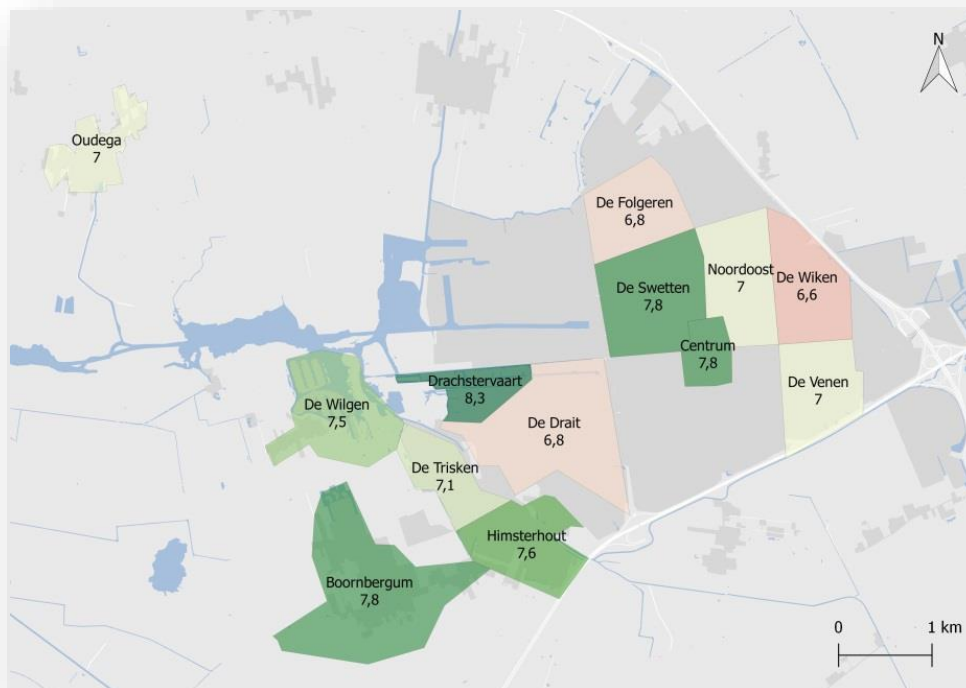 N
Oudega
7
De Folgeren
6,8
De Swetten
7,8
Noordoost
7
De Wiken
6,6
Centrum
7,8
De Venen
7
Drachstervaart
8,3
De Wilgen
7,5
De Drait
6,8
De Trisken
7,1
Himsterhout
7,6
Boornbergum
7,8
0 1 km